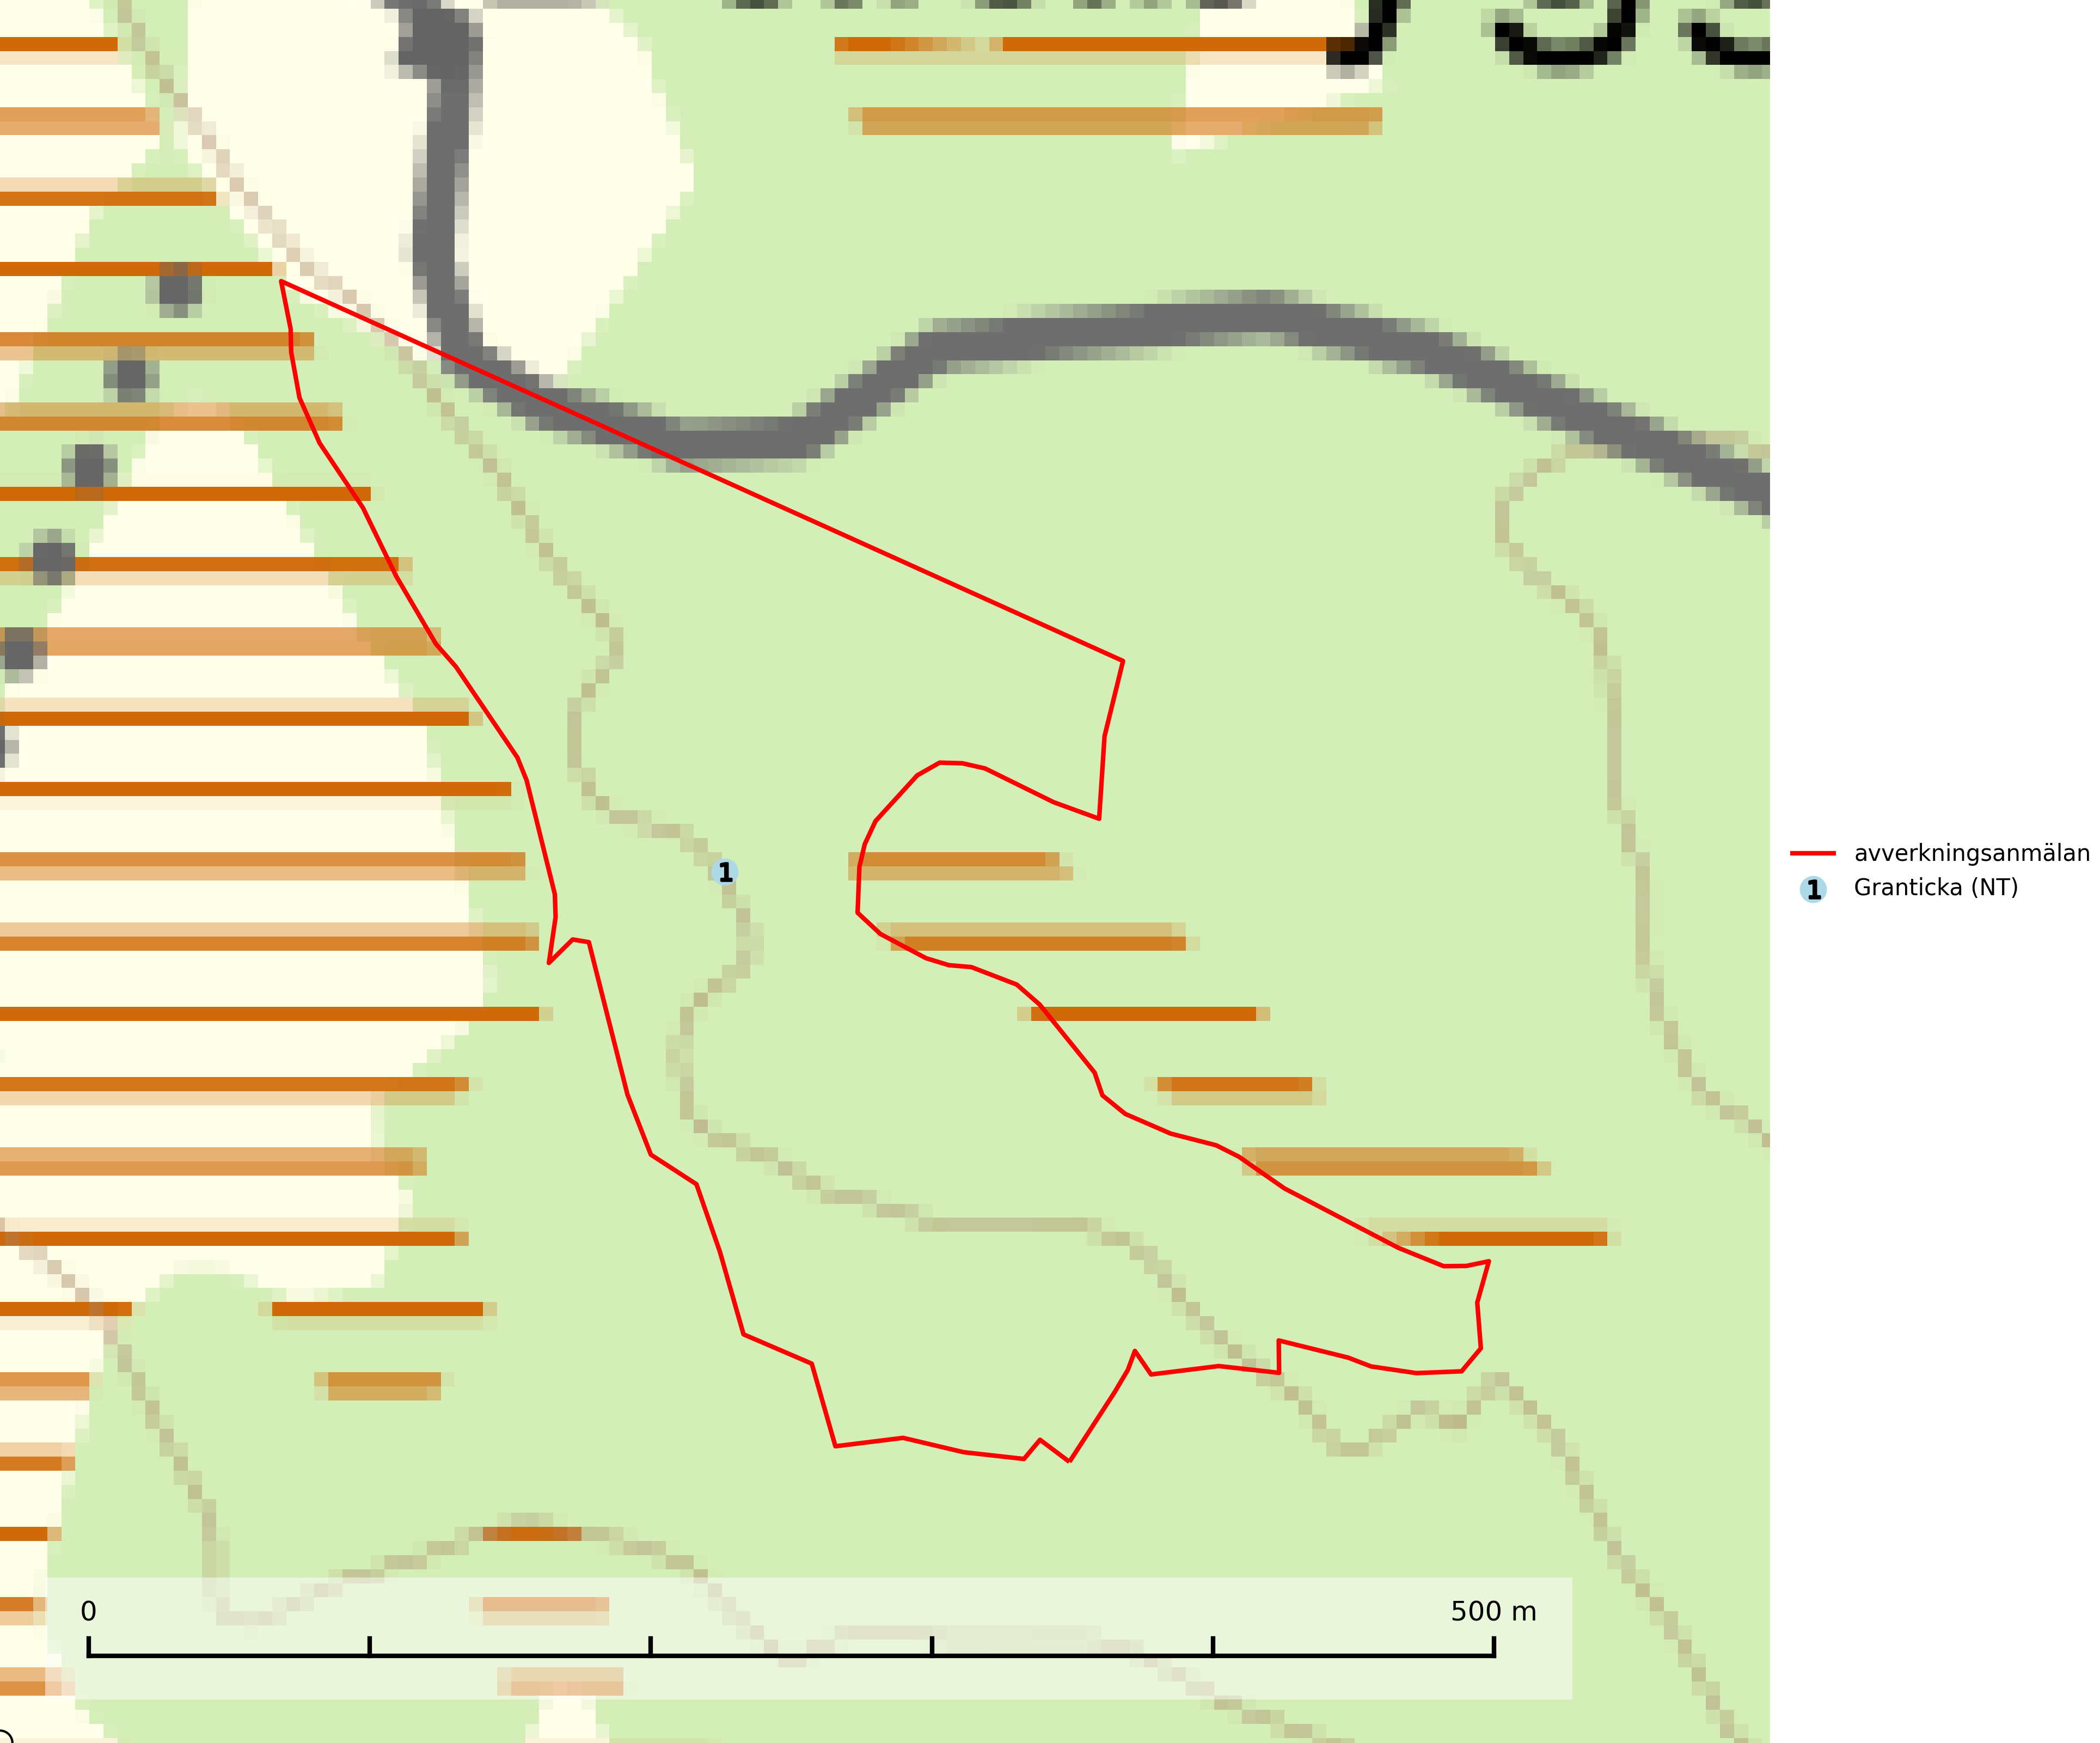 1
avverkningsanmälan
1 Granticka (NT)
0 500 m